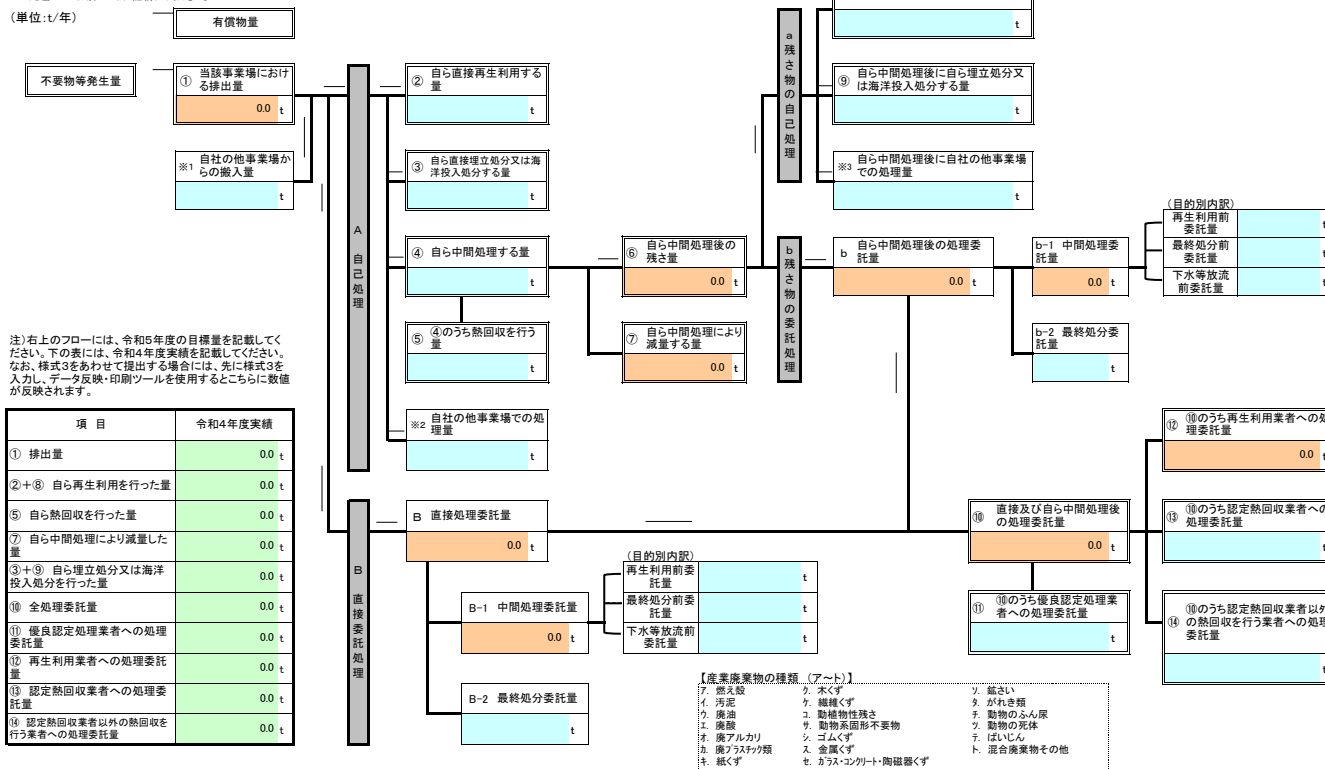 (単位:t/年)
有償物量
不要物等発生量
① 当該事業場におけ
る排出量
0.0 t
※1 自社の他事業場か
らの搬入量
t
A 自己処理
② 自ら直接再生利用する
量
t
③ 自ら直接埋立処分又は海
洋投入処分する量
t
④ 自ら中間処理する量
t
⑤ ④のうち熱回収を行う
量
t
※2 自社の他事業場での処
理量
t
⑥ 自ら中間処理後の
残さ量
0.0 t
⑦ 自ら中間処理により
減量する量
0.0 t
a 残さ物の自己処理
t
⑨ 自ら中間処理後に自ら埋立処分又
は海洋投入処分する量
t
※3 自ら中間処理後に自社の他事業場
での処理量
t
b 残さ物の委託処理
b 自ら中間処理後の処理委
託量
0.0 t
b-1 中間処理委
託量
0.0 t
(目的別内訳)
再生利用前
委託量
t
最終処分前
委託量
t
下水等放流
前委託量
t
b-2 最終処分委
託量
t
注)右上のフローには、令和5年度の目標量を記載してく
ださい。下の表には、令和4年度実績を記載してください。
なお、様式3をあわせて提出する場合には、先に様式3を
入力し、データ反映・印刷ツールを使用するとこちらに数値
が反映されます。
項 目 令和4年度実績
① 排出量 0.0 t
②+⑧ 自ら再生利用を行った量 0.0 t
⑤ 自ら熱回収を行った量 0.0 t
⑦ 自ら中間処理により減量した
量 0.0 t
③+⑨ 自ら埋立処分又は海洋
投入処分を行った量 0.0 t
⑩ 全処理委託量 0.0 t
⑪ 優良認定処理業者への処理
委託量 0.0 t
⑫ 再生利用業者への処理委託
量 0.0 t
⑬ 認定熱回収業者への処理委
託量 0.0 t
⑭ 認定熱回収業者以外の熱回収を
行う業者への処理委託量 0.0 t
B 直接委託処理
B 直接処理委託量
0.0 t
B-1 中間処理委託量
0.0 t
(目的別内訳)
再生利用前委
託量
t
最終処分前委
託量
t
下水等放流前
委託量
t
B-2 最終処分委託量
t
⑩ 直接及び自ら中間処理後
の処理委託量
0.0 t
⑪ ⑩のうち優良認定処理業
者への処理委託量
t
⑫ ⑩のうち再生利用業者への処
理委託量
0.0 t
⑬ ⑩のうち認定熱回収業者への
処理委託量
t
⑭ ⑩のうち認定熱回収業者以外
の熱回収を行う業者への処理
委託量
t
【産業廃棄物の種類 (ア~ト)】
ア. 燃え殻 ク. 木くず ソ. 鉱さい
イ. 汚泥 ケ. 繊維くず タ. がれき類
ウ. 廃油 コ. 動植物性残さ チ. 動物のふん尿
エ. 廃酸 サ. 動物系固形不要物 ツ. 動物の死体
オ. 廃アルカリ シ. ゴムくず テ. ばいじん
カ. 廃プラスチック類 ス. 金属くず ト. 混合廃棄物その他
キ. 紙くず セ. ガラス・コンクリート・陶磁器くず